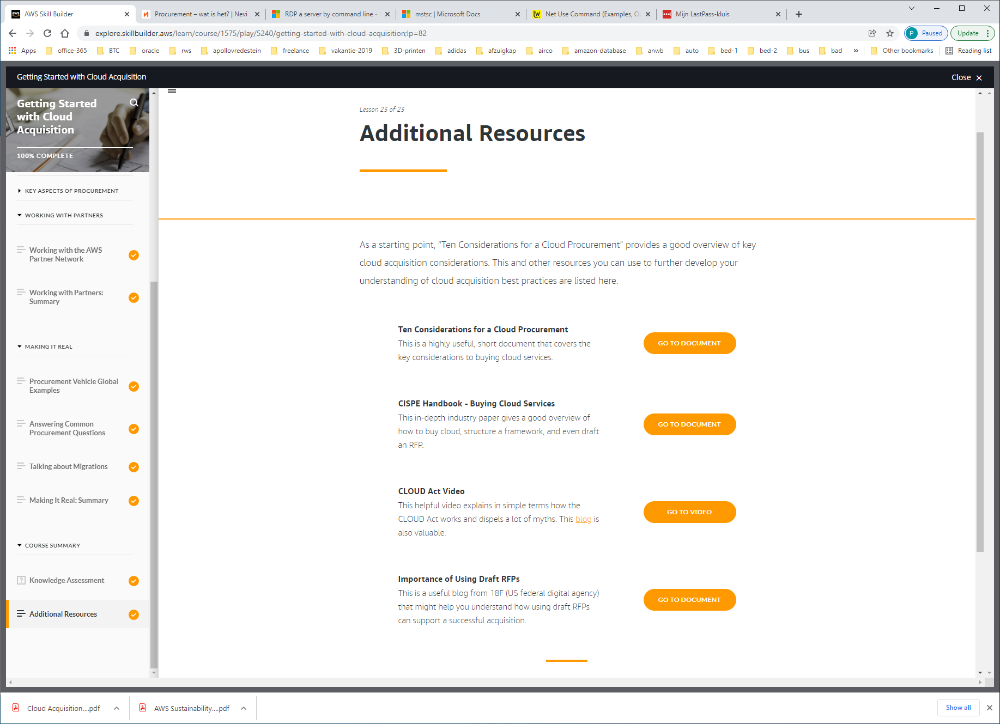 AWS Skill Builder
Procurement – wat is het? | Nevi
RDP a server by command line -
mstsc | Microsoft Docs
Net Use Command (Examples, O
Mijn LastPass-kluis
explore.skillbuilder.aws/learn/course/1575/play/5240/getting-started-with-cloud-acquisition;lp=82
P Paused
Update
Apps office-365 BTC oracle rws apollovredestein freelance vakantie-2019 3D-printen adidas afzuigkap airco amazon-database anwb auto bed-1 bed-2 bus bad » Other bookmarks Reading list
Getting Started with Cloud Acquisition
Close
Getting Started
with Cloud
Acquisition
100% COMPLETE
KEY ASPECTS OF PROCUREMENT
WORKING WITH PARTNERS
Working with the AWS
Partner Network
Working with Partners:
Summary
MAKING IT REAL
Procurement Vehicle Global
Examples
Answering Common
Procurement Questions
Talking about Migrations
Making It Real: Summary
COURSE SUMMARY
Knowledge Assessment
Additional Resources
Lesson 23 of 23
Additional Resources
As a starting point, “Ten Considerations for a Cloud Procurement” provides a good overview of key
cloud acquisition considerations. This and other resources you can use to further develop your
understanding of cloud acquisition best practices are listed here.
Ten Considerations for a Cloud Procurement
This is a highly useful, short document that covers the
key considerations to buying cloud services.
GO TO DOCUMENT
CISPE Handbook - Buying Cloud Services
This in-depth industry paper gives a good overview of
how to buy cloud, structure a framework, and even draft
an RFP.
GO TO DOCUMENT
CLOUD Act Video
This helpful video explains in simple terms how the
CLOUD Act works and dispels a lot of myths. This blog is
also valuable.
GO TO VIDEO
Importance of Using Draft RFPs
This is a useful blog from 18F (US federal digital agency)
that might help you understand how using draft RFPs
can support a successful acquisition.
GO TO DOCUMENT
Cloud Acquisition....pdf
AWS Sustainability....pdf
Show all